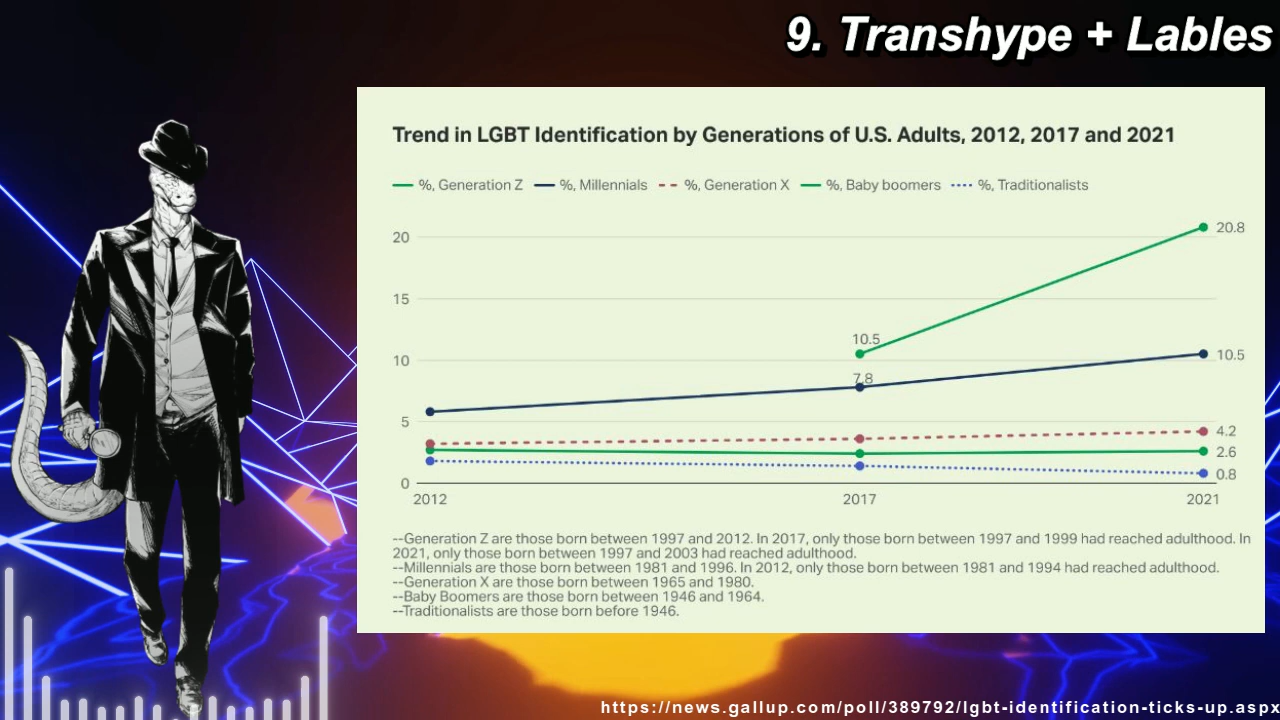 9. Transhype + Lables
Trend in LGBT Identification by Generations of U.S. Adults, 2012, 2017 and 2021
%, Generation Z %, Millennials %, Generation X %, Baby boomers %, Traditionalists
20
15
10
5
0
20.8
10.5
7.8
10.5
4.2
2.6
0.8
2012 2017 2021
--Generation Z are those born between 1997 and 2012. In 2017, only those born between 1997 and 1999 had reached adulthood. In
2021, only those born between 1997 and 2003 had reached adulthood.
--Millennials are those born between 1981 and 1996. In 2012, only those born between 1981 and 1994 had reached adulthood.
--Generation X are those born between 1965 and 1980.
--Baby Boomers are those born between 1946 and 1964.
--Traditionalists are those born before 1946.
https://news.gallup.com/poll/389792/lgbt-identification-ticks-up.aspx